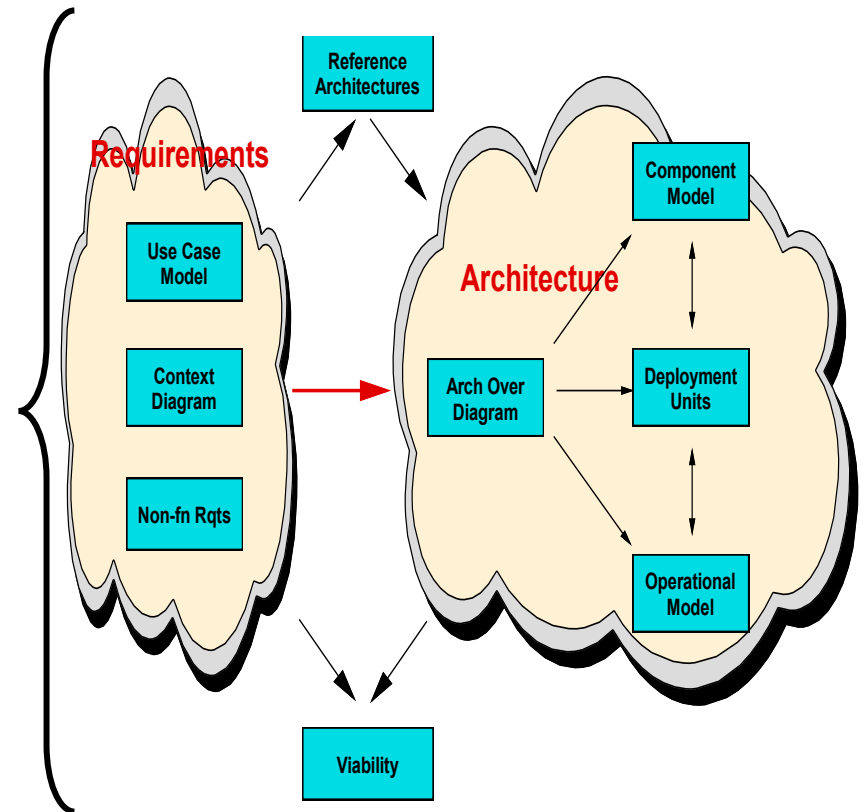 Reference
Architectures
Requirements
Use Case
Model
Context
Diagram
Non-fn Rqts
Architecture
Component
Model
Arch Over
Diagram
Deployment
Units
Operational
Model
Viability